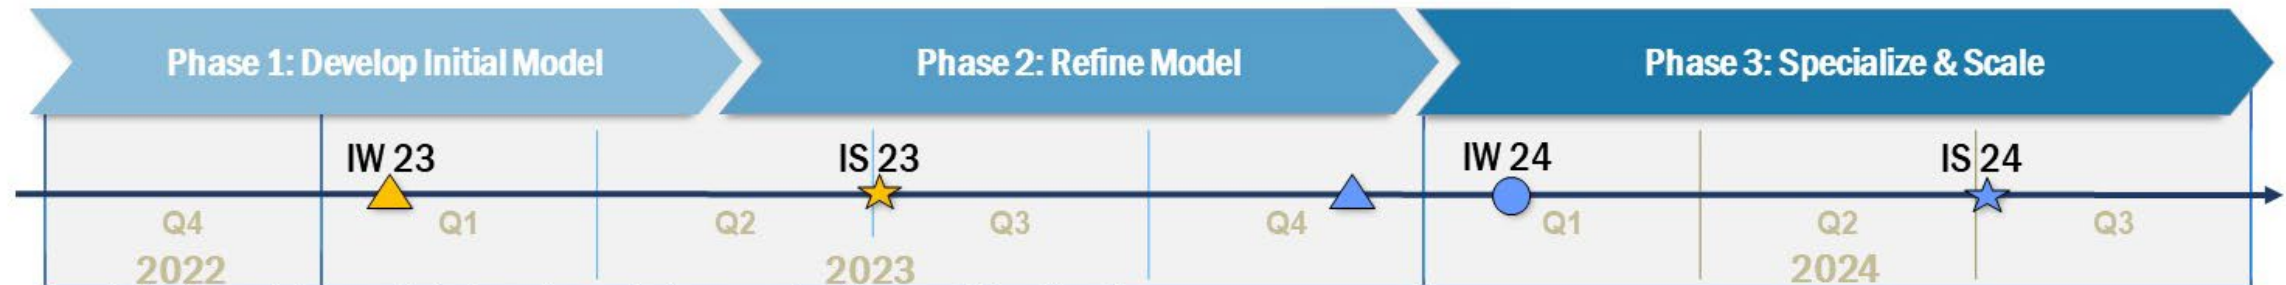 Phase 1: Develop Initial Model
Phase 2: Refine Model
Phase 3: Specialize & Scale
IW 23
IS 23
IW 24
IS 24
Q4
Q1
Q2
Q3
Q4
Q1
Q2
Q3
2022
2023
2024